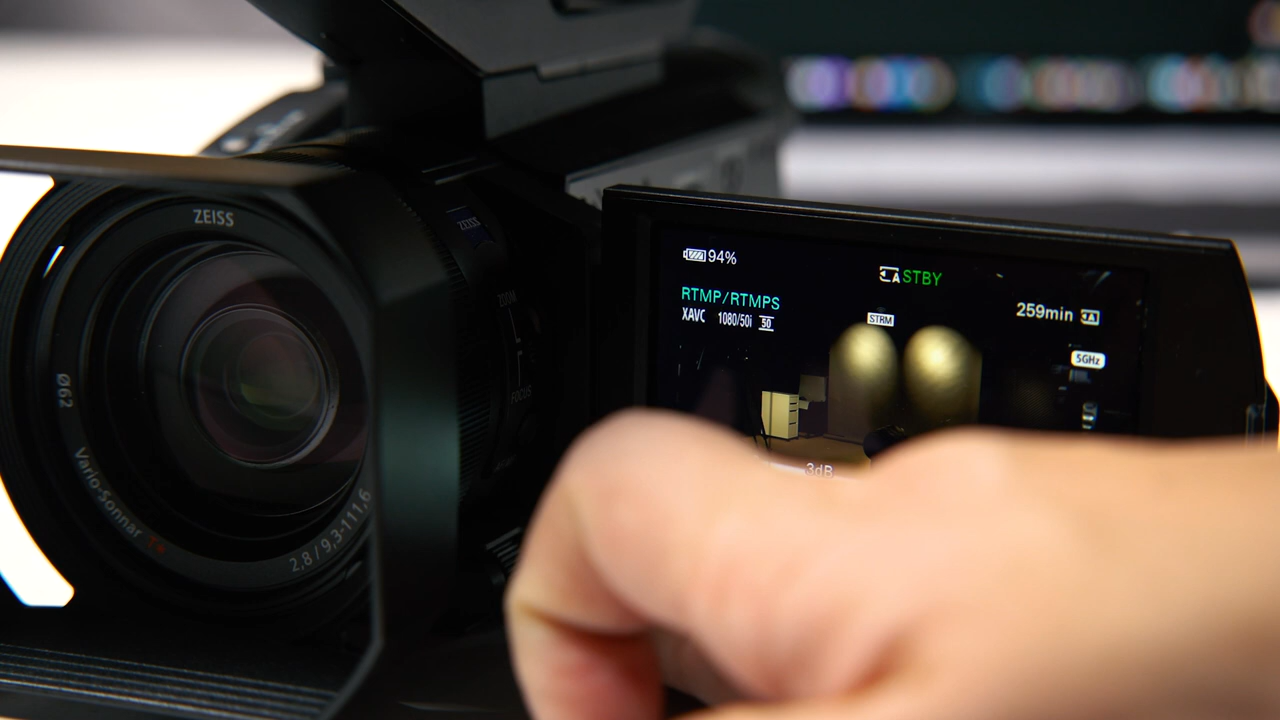 ZEISS
Ø62
Vario-Sonnar T*
2,8 / 9,3-111,6
ZEISS
ZOOM
FOCUS
94%
A STBY
RTMP/RTMPS
XAVC 1080/50i 50
STRM
259min A
5GHz
3dB